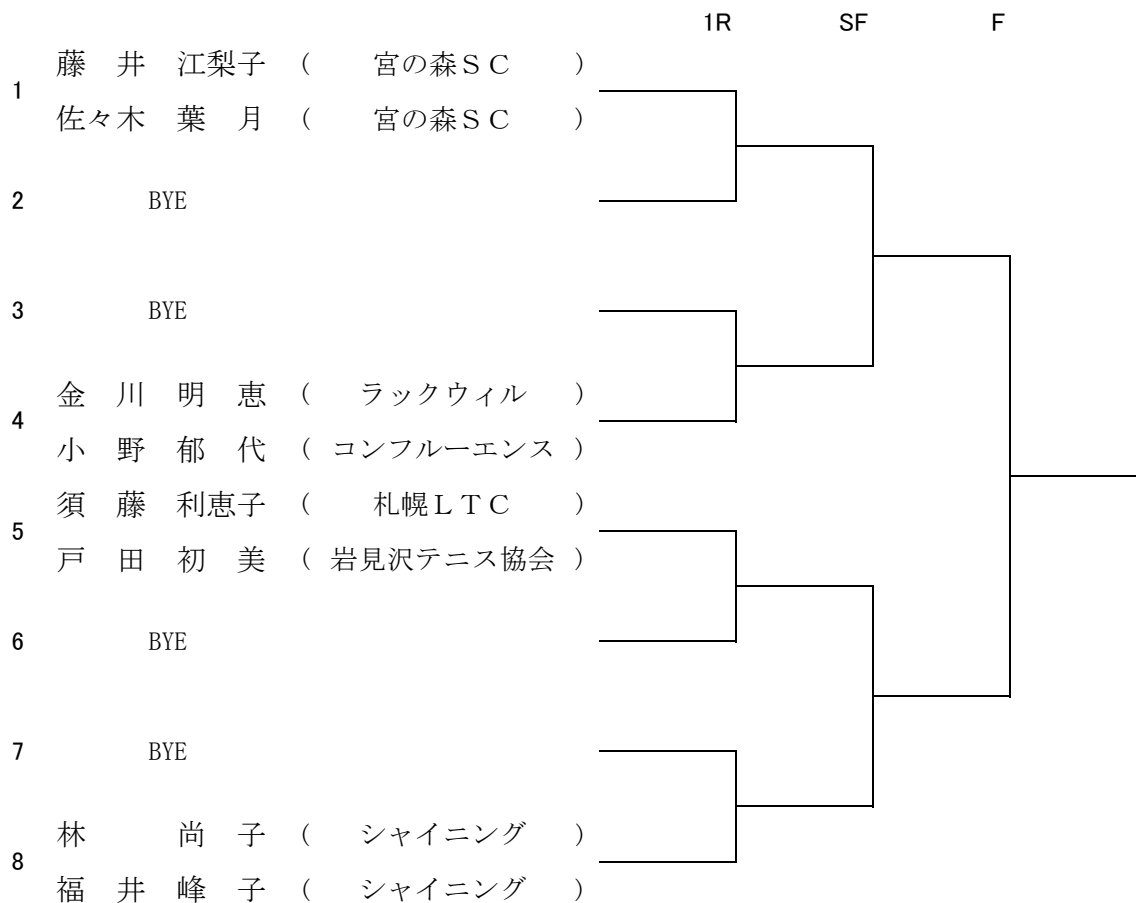 1R SF F
藤 井 江梨子 ( 宮の森ＳＣ )
1
佐々木 葉 月 ( 宮の森ＳＣ )
2 BYE
3 BYE
金 川 明 恵 ( ラックウィル )
4
小 野 郁 代 ( コンフルーエンス )
須 藤 利恵子 ( 札幌ＬＴＣ )
5
戸 田 初 美 ( 岩見沢テニス協会 )
6 BYE
7 BYE
林 尚 子 ( シャイニング )
8
福 井 峰 子 ( シャイニング )